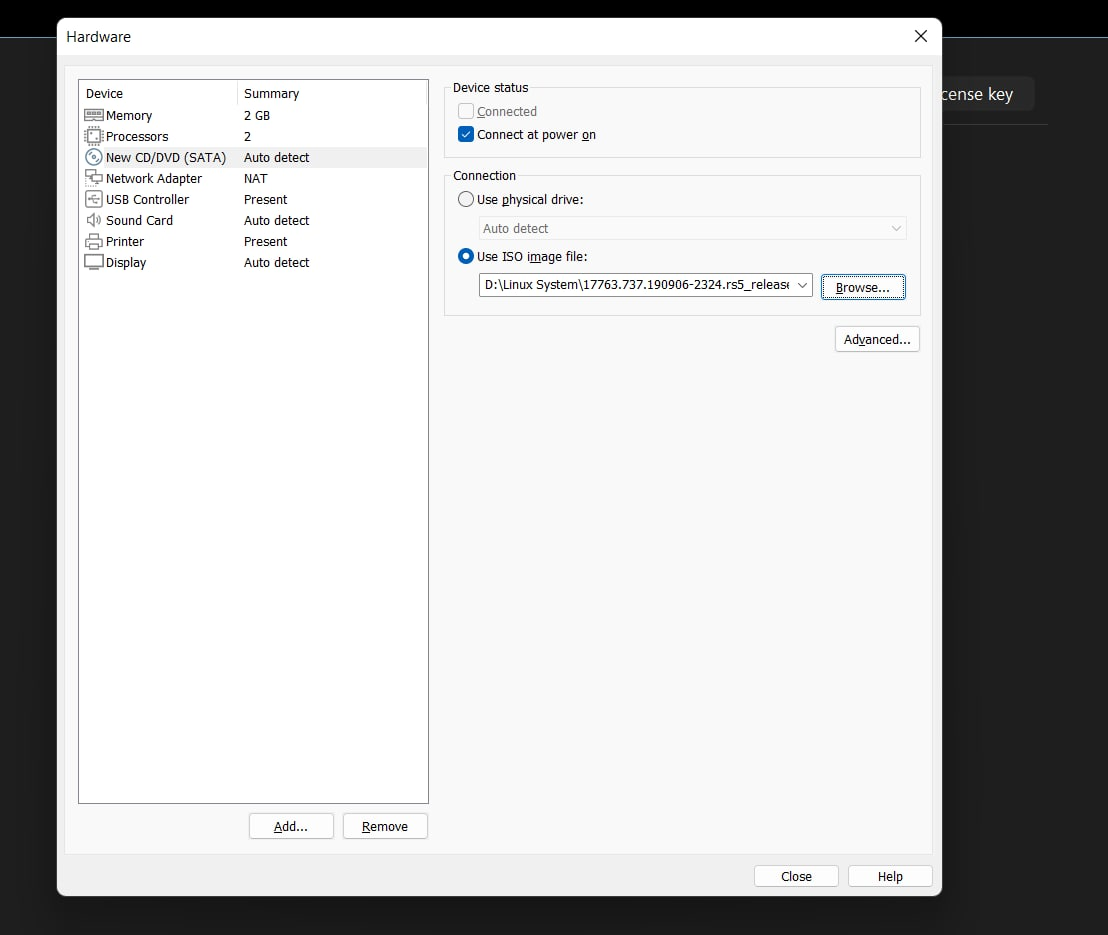 Hardware
cense key
Device Summary
Memory 2 GB
Processors 2
New CD/DVD (SATA) Auto detect
Network Adapter NAT
USB Controller Present
Sound Card Auto detect
Printer Present
Display Auto detect
Add... Remove
Device status
Connected
Connect at power on
Connection
Use physical drive:
Auto detect
Use ISO image file:
D:\Linux System\17763.737.190906-2324.rs5_release
Browse...
Advanced...
Close Help